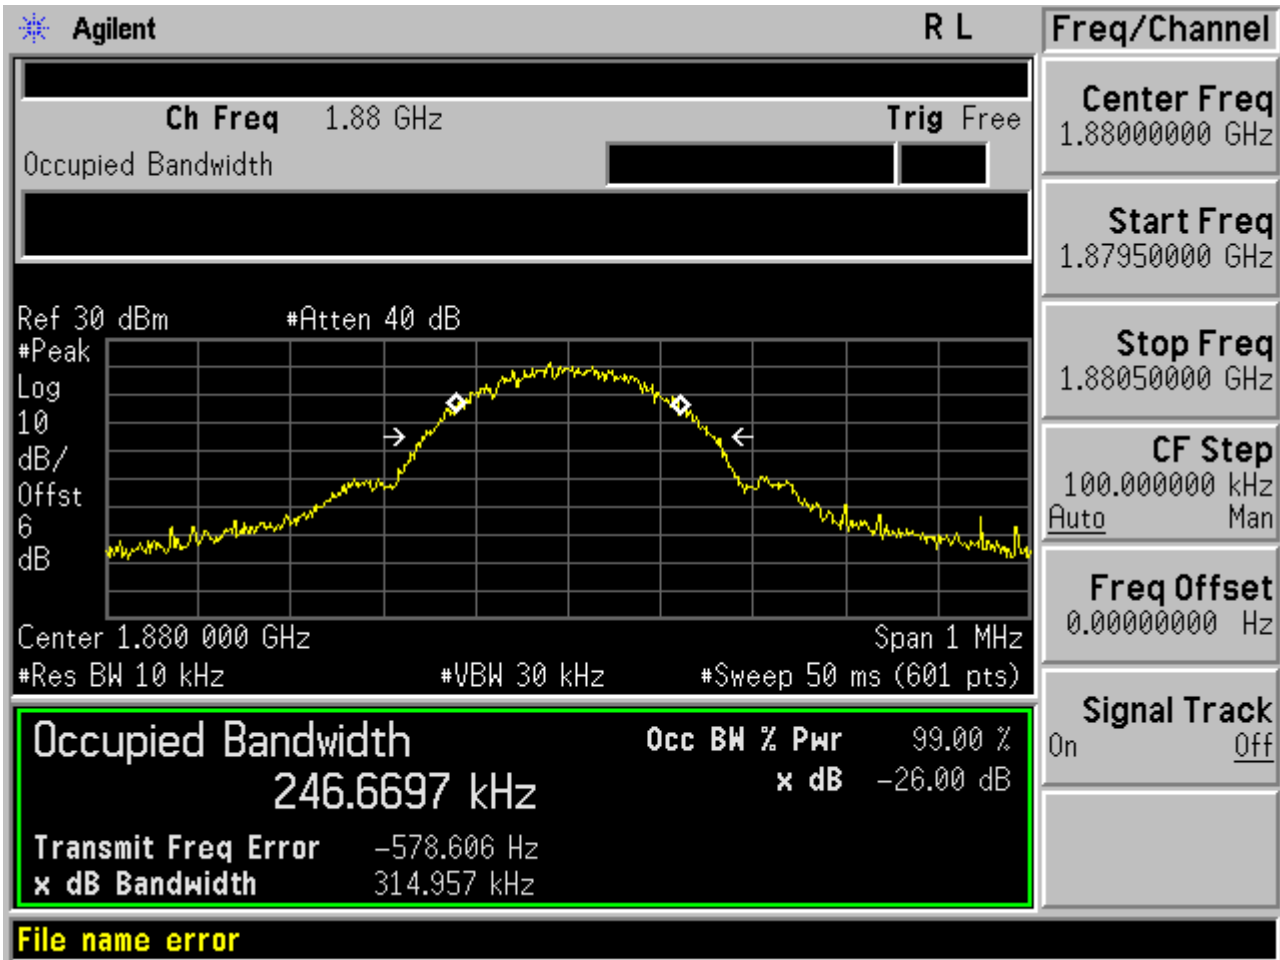 Agilent R L Freq/Channel
Ch Freq 1.88 GHz Trig Free
Occupied Bandwidth
Center Freq
1.88000000 GHz
Start Freq
1.87950000 GHz
Stop Freq
1.88050000 GHz
CF Step
100.000000 kHz
Auto Man
Freq Offset
0.00000000 Hz
Signal Track
On Off
Ref 30 dBm #Atten 40 dB
#Peak
Log
10
dB/
Offst
6
dB
Center 1.880 000 GHz Span 1 MHz
#Res BW 10 kHz #VBW 30 kHz #Sweep 50 ms (601 pts)
Occupied Bandwidth
246.6697 kHz
Occ BW % Pwr 99.00 %
x dB -26.00 dB
Transmit Freq Error -578.606 Hz
x dB Bandwidth 314.957 kHz
File name error